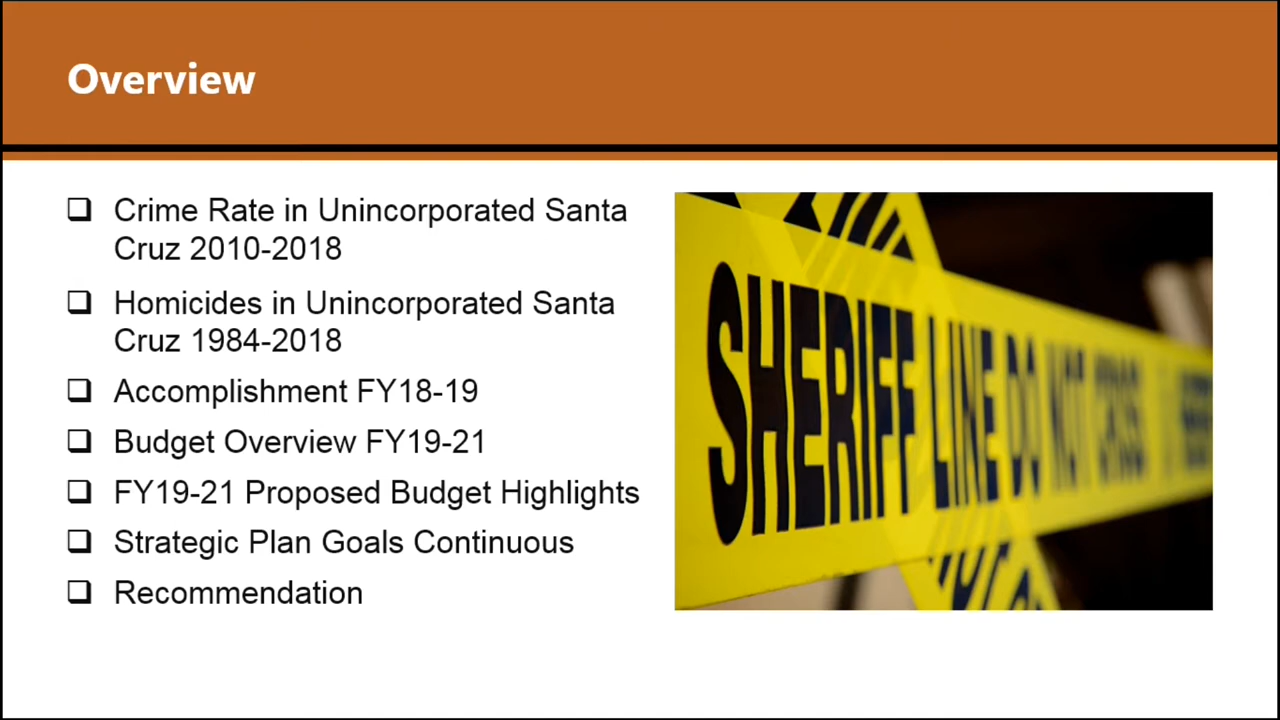 Overview
Crime Rate in Unincorporated Santa
Cruz 2010-2018
Homicides in Unincorporated Santa
Cruz 1984-2018
Accomplishment FY18-19
Budget Overview FY19-21
FY19-21 Proposed Budget Highlights
Strategic Plan Goals Continuous
Recommendation
SHERIFF LINE DO NOT CROSS